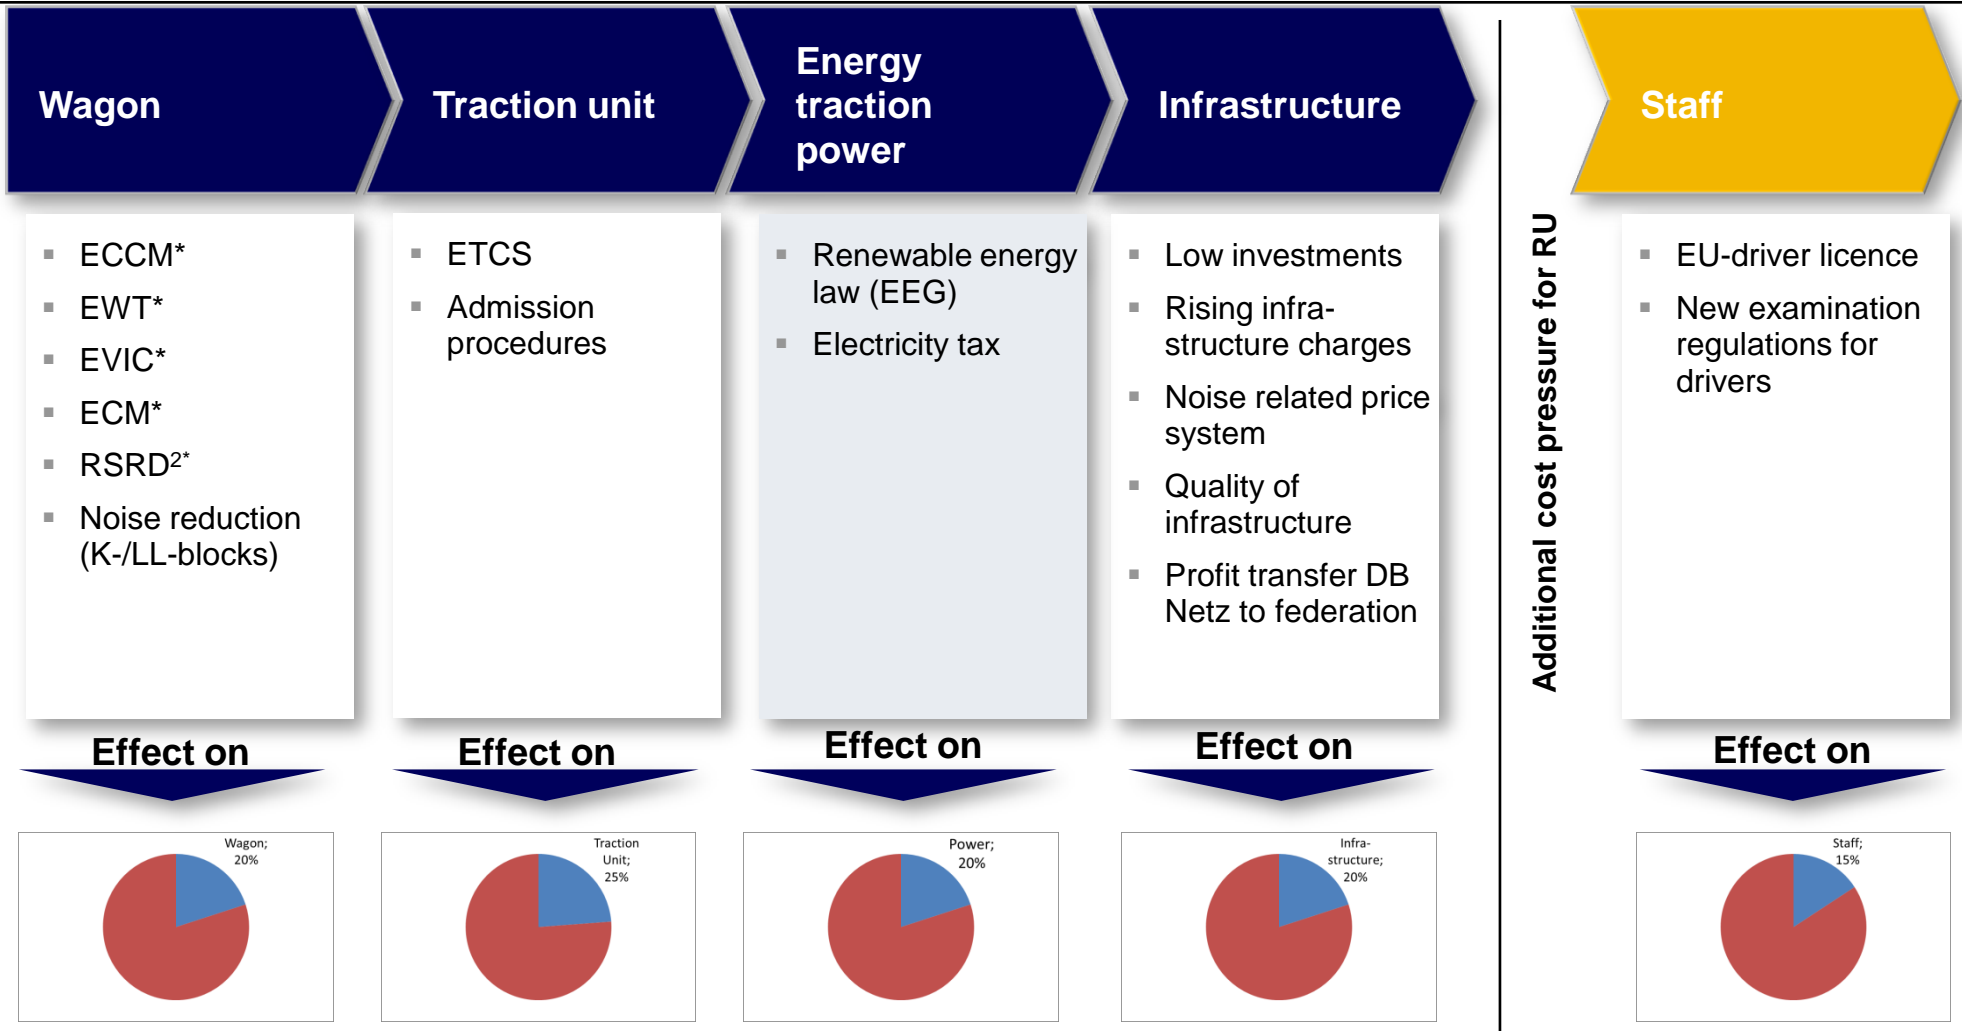 Wagon
Traction unit
Energy
traction
power
Infrastructure
Staff
ECCM*
EWT*
EVIC*
ECM*
RSRD2*
Noise reduction
(K-/LL-blocks)
ETCS
Admission
procedures
Renewable energy
law (EEG)
Electricity tax
Low investments
Rising infra-
structure charges
Noise related price
system
Quality of
infrastructure
Profit transfer DB
Netz to federation
Additional cost pressure for RU
EU-driver licence
New examination
regulations for
drivers
Effect on
Effect on
Effect on
Effect on
Effect on
Wagon;
20%
Traction
Unit;
25%
Power;
20%
Infra-
structure;
20%
Staff;
15%